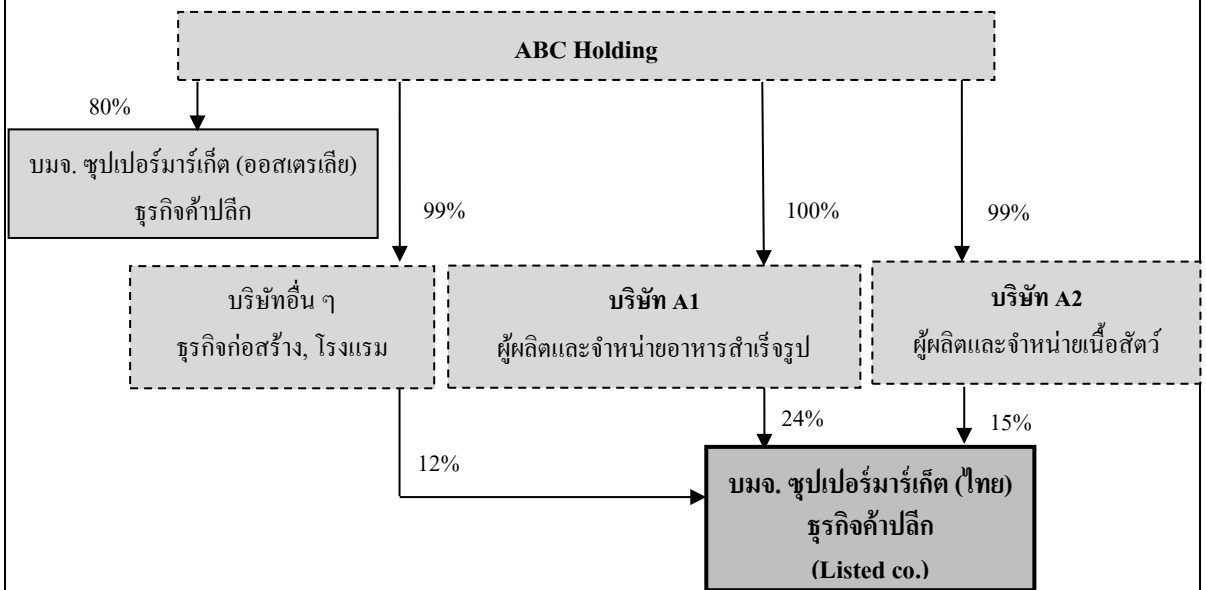 ABC Holding
80%
บมจ. ซุปเปอร์มาร์เก็ต (ออสเตรเลีย)
ธุรกิจค้าปลีก
99%
100%
99%
บริษัทอื่น ๆ
ธุรกิจก่อสร้าง, โรงแรม
บริษัท A1
ผู้ผลิตและจำหน่ายอาหารสำเร็จรูป
บริษัท A2
ผู้ผลิตและจำหน่ายเนื้อสัตว์
12%
24%
15%
บมจ. ซุปเปอร์มาร์เก็ต (ไทย)
ธุรกิจค้าปลีก
(Listed co.)